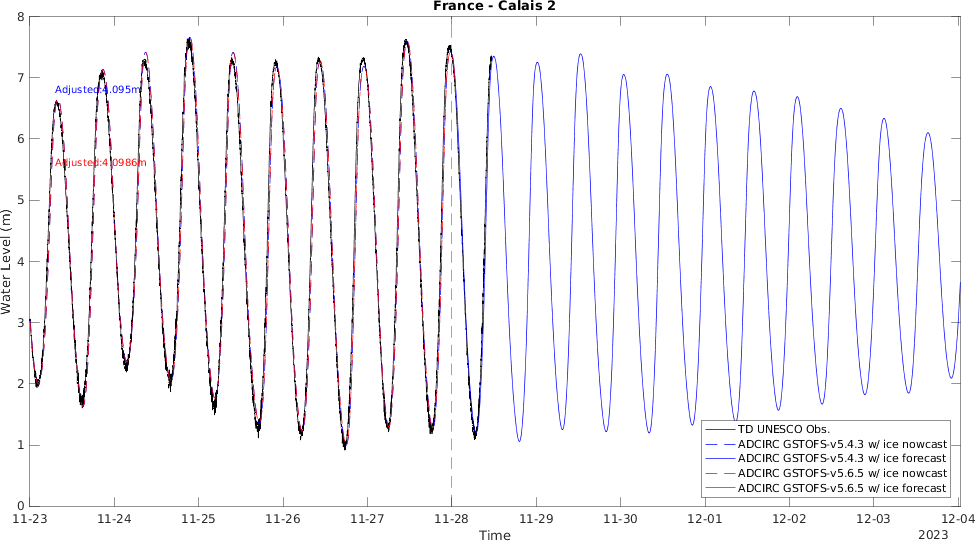 France - Calais 2
Water Level (m)
8
7
6
5
4
3
2
1
0
Adjusted:4.095m
Adjusted:4.0986m
TD UNESCO Obs.
ADCIRC GSTOFS-v5.4.3 w/ ice nowcast
ADCIRC GSTOFS-v5.4.3 w/ ice forecast
ADCIRC GSTOFS-v5.6.5 w/ ice nowcast
ADCIRC GSTOFS-v5.6.5 w/ ice forecast
11-23 11-24 11-25 11-26 11-27 11-28 11-29 11-30 12-01 12-02 12-03 12-04
Time
2023